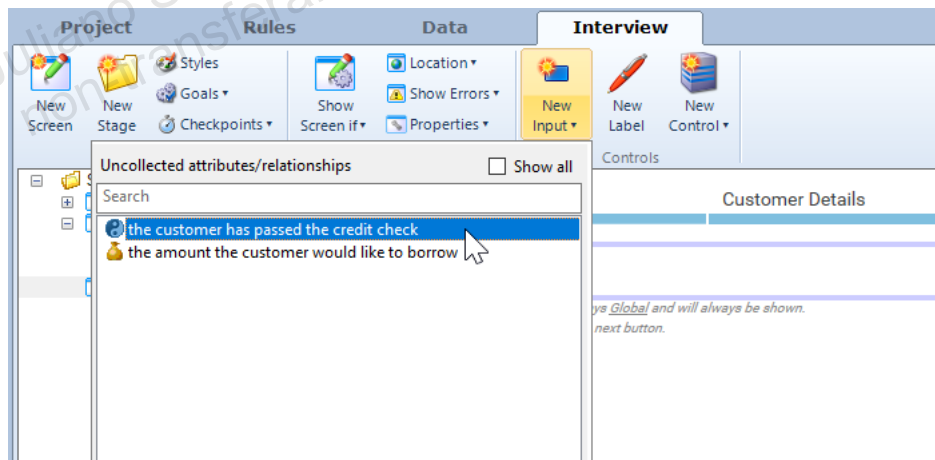 Project Rules Data Interview
New Screen
New Stage
Styles
Goals
Checkpoints
Show Screen if
Location
Show Errors
Properties
New Input
New Label
New Control
Controls
Uncollected attributes/relationships Show all
Search
the customer has passed the credit check
the amount the customer would like to borrow
S
Customer Details
ys Global and will always be shown.
next button.
uliano S
nontransfera